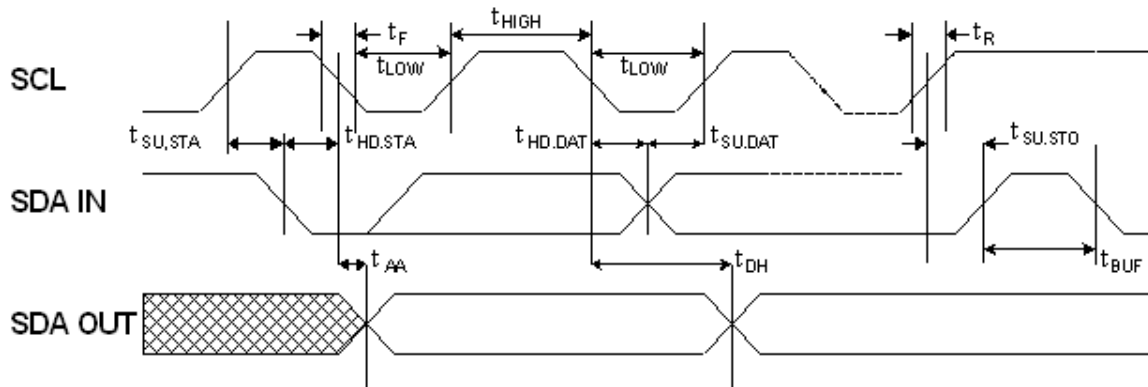 tHIGH
tF tR
tLOW tLOW
SCL
tSU,STA tHD.STA tHD.DAT tSU.DAT tSU.STO
SDA IN
tAA tDH tBUF
SDA OUT